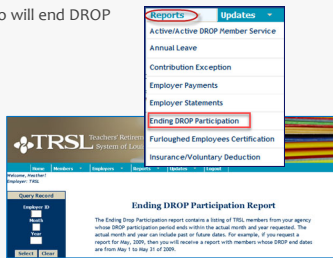 o will end DROP
Reports Updates
Active/Active DROP Member Service
Annual Leave
Contribution Exception
Employer Payments
Employer Statements
Ending DROP Participation
Furloughed Employees Certification
Insurance/Voluntary Deduction
TRSL Teachers' Retirem
System of Lou
Home Members Employers Reports Updates Logout
Welcome, Heather!
Employer: TRSL
Query Record
Employer ID
Month
Year
Select Clear
Ending DROP Participation Report
The Ending Drop Participation report contains a listing of TRSL members from your agency
whose DROP participation period ends within the actual month and year requested. The
actual month and year can include past or future dates. For example, if you request a
report for May, 2009, then you will receive a report with members whose DROP end dates
are from May 1 to May 31 of 2009.